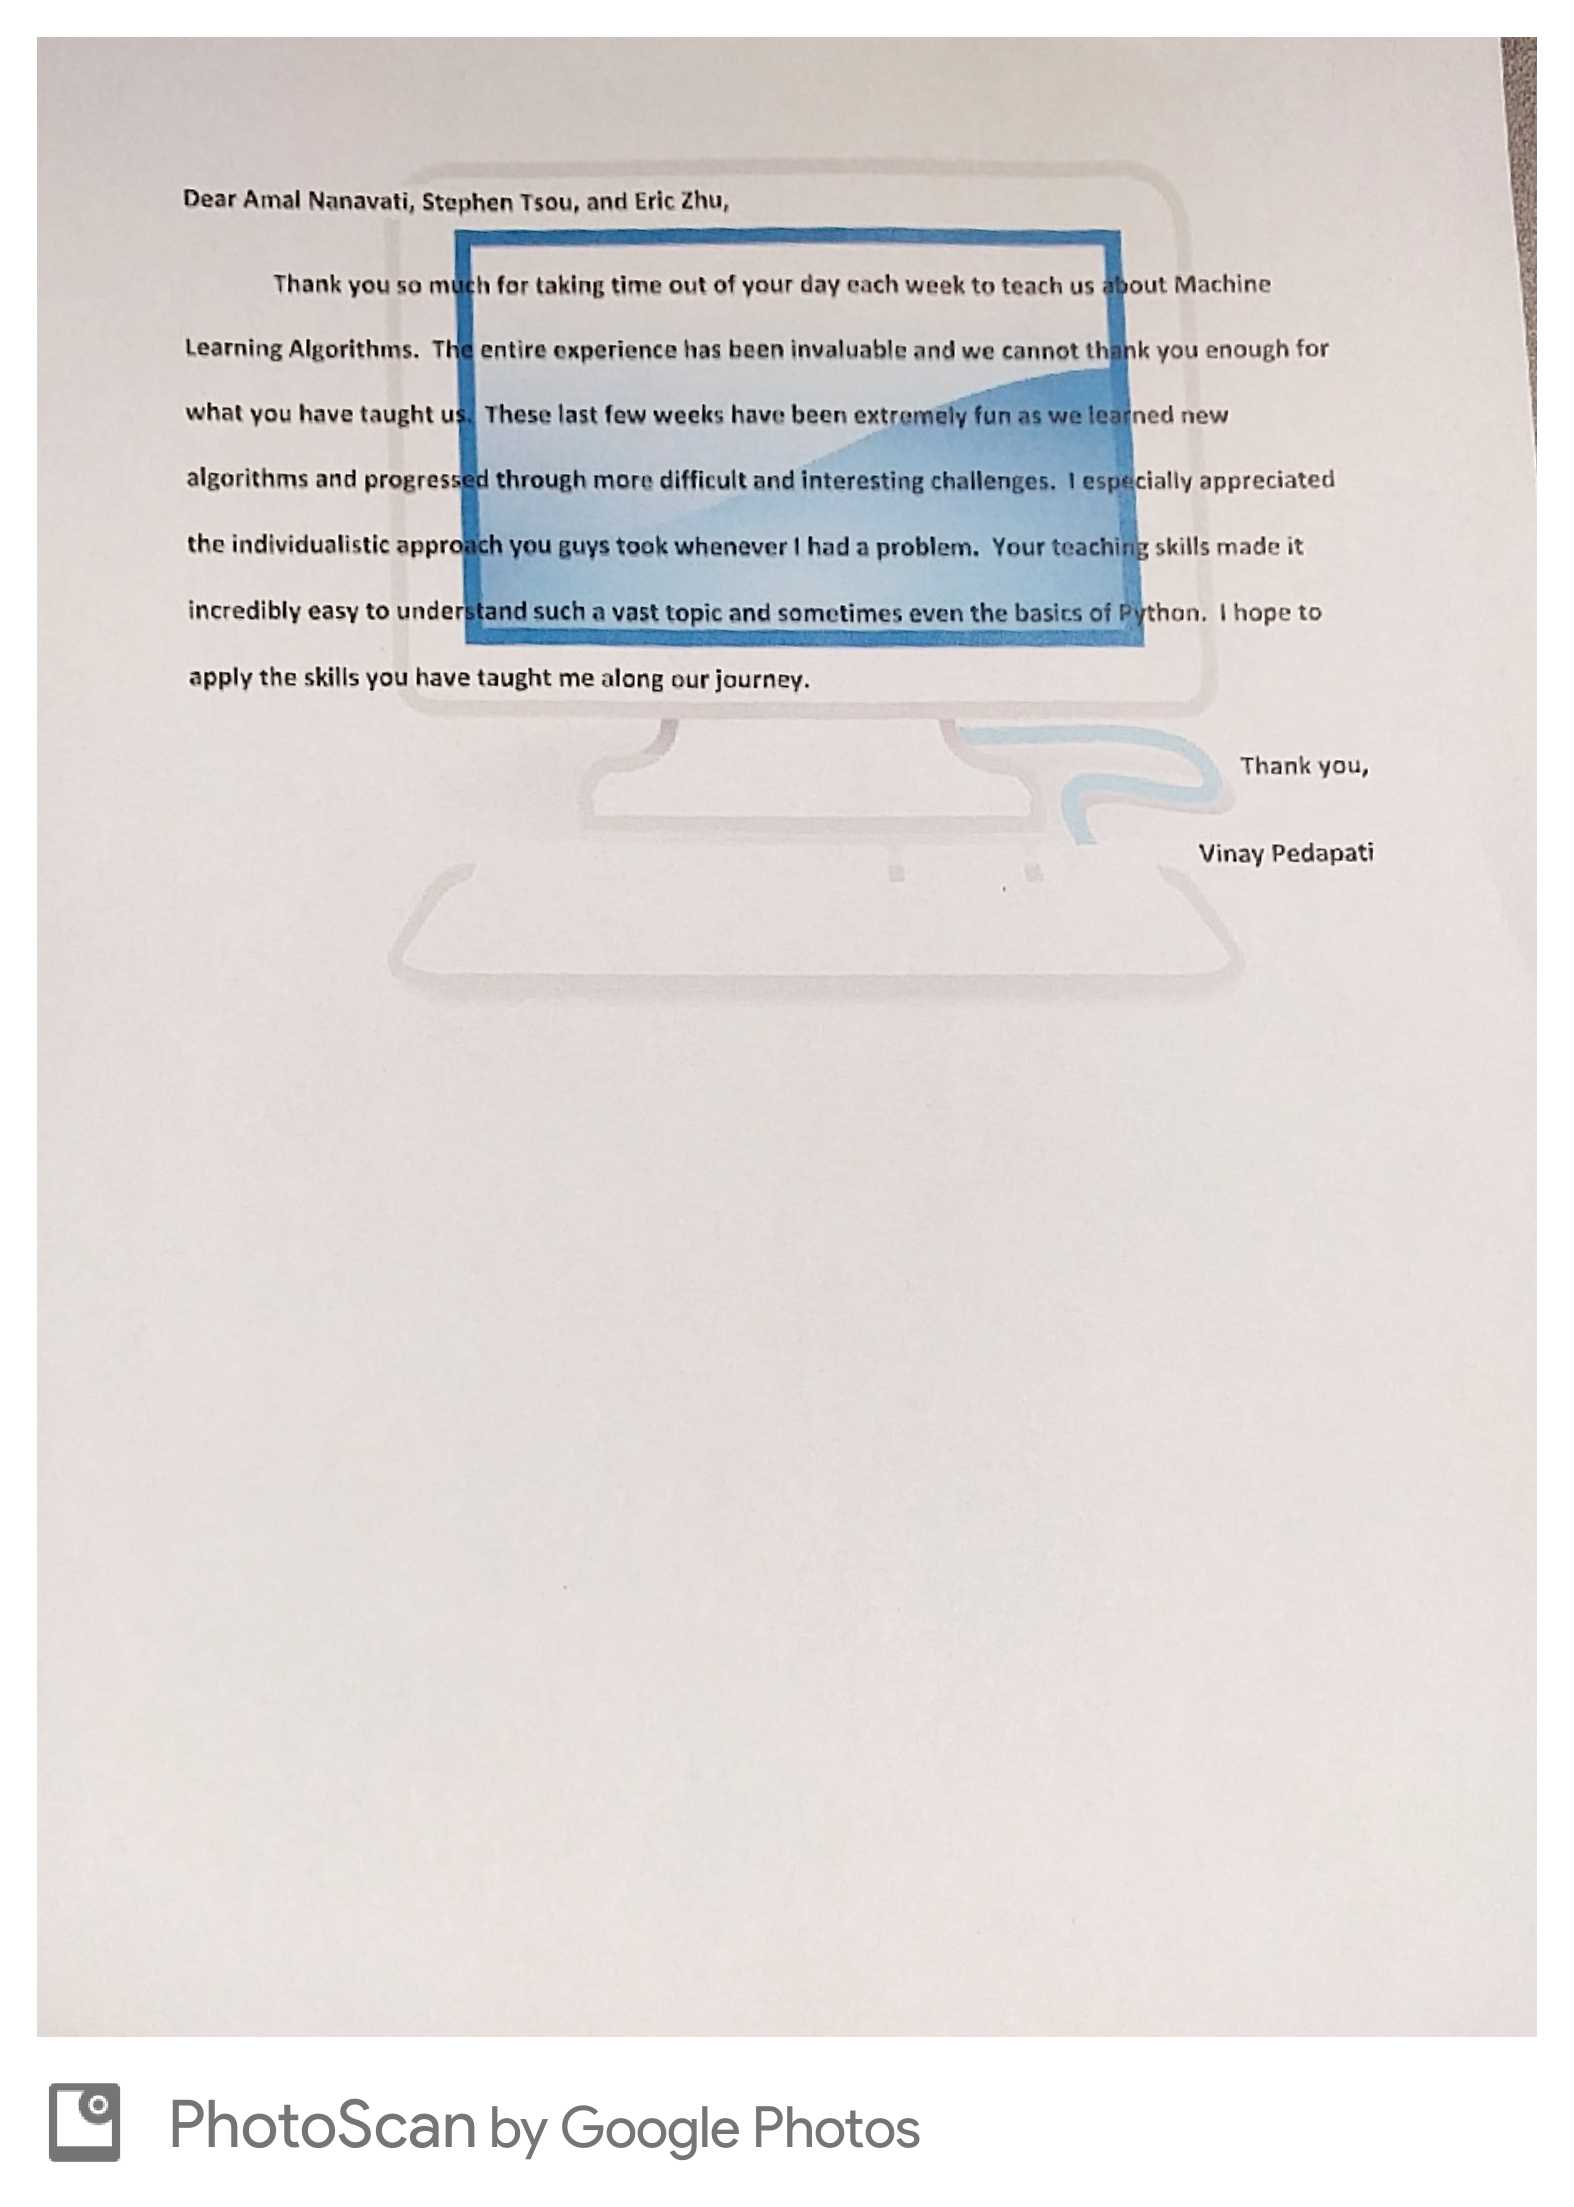 Dear Amal Nanavati, Stephen Tsou, and Eric Zhu,
Thank you so much for taking time out of your day each week to teach us about Machine
Learning Algorithms.  The entire experience has been invaluable and we cannot thank you enough for
what you have taught us.  These last few weeks have been extremely fun as we learned new
algorithms and progressed through more difficult and interesting challenges.  I especially appreciated
the individualistic approach you guys took whenever I had a problem.  Your teaching skills made it
incredibly easy to understand such a vast topic and sometimes even the basics of Python.  I hope to
apply the skills you have taught me along our journey.
Thank you,
Vinay Pedapati
PhotoScan by Google Photos